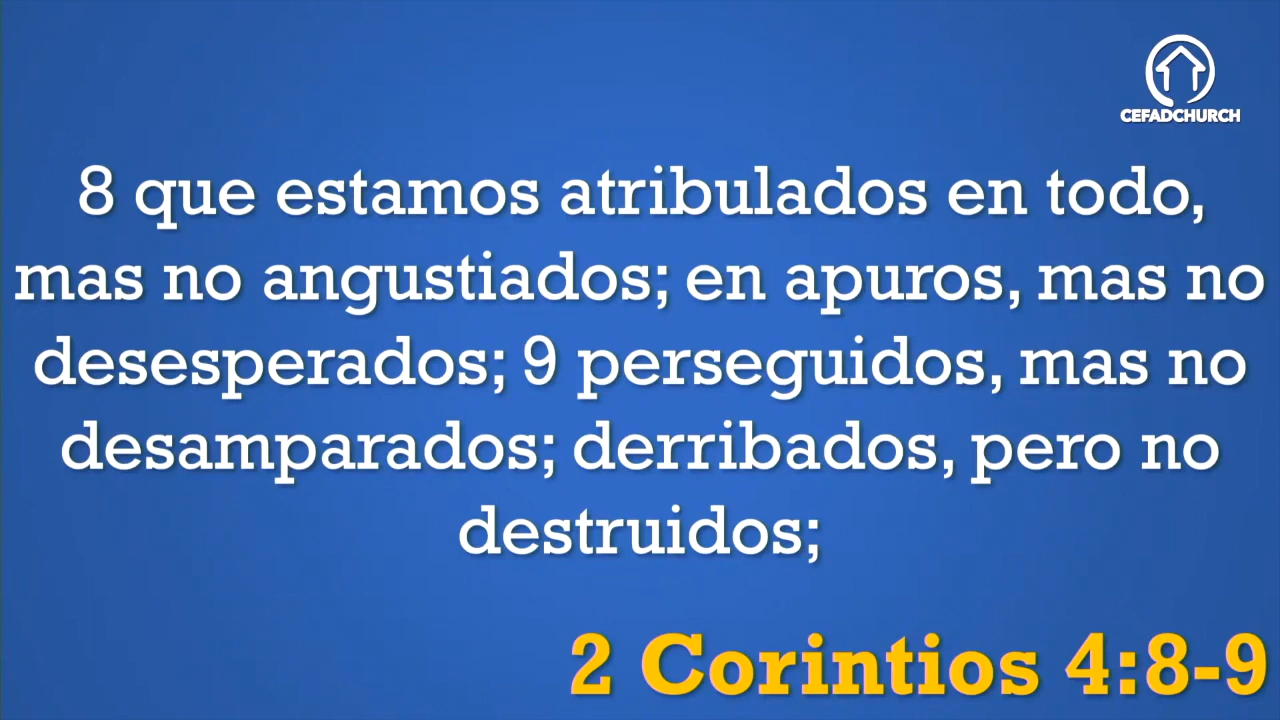 CEFADCHURCH
8 que estamos atribulados en todo,
mas no angustiados; en apuros, mas no
desesperados; 9 perseguidos, mas no
desamparados; derribados, pero no
destruidos;
2 Corintios 4:8-9